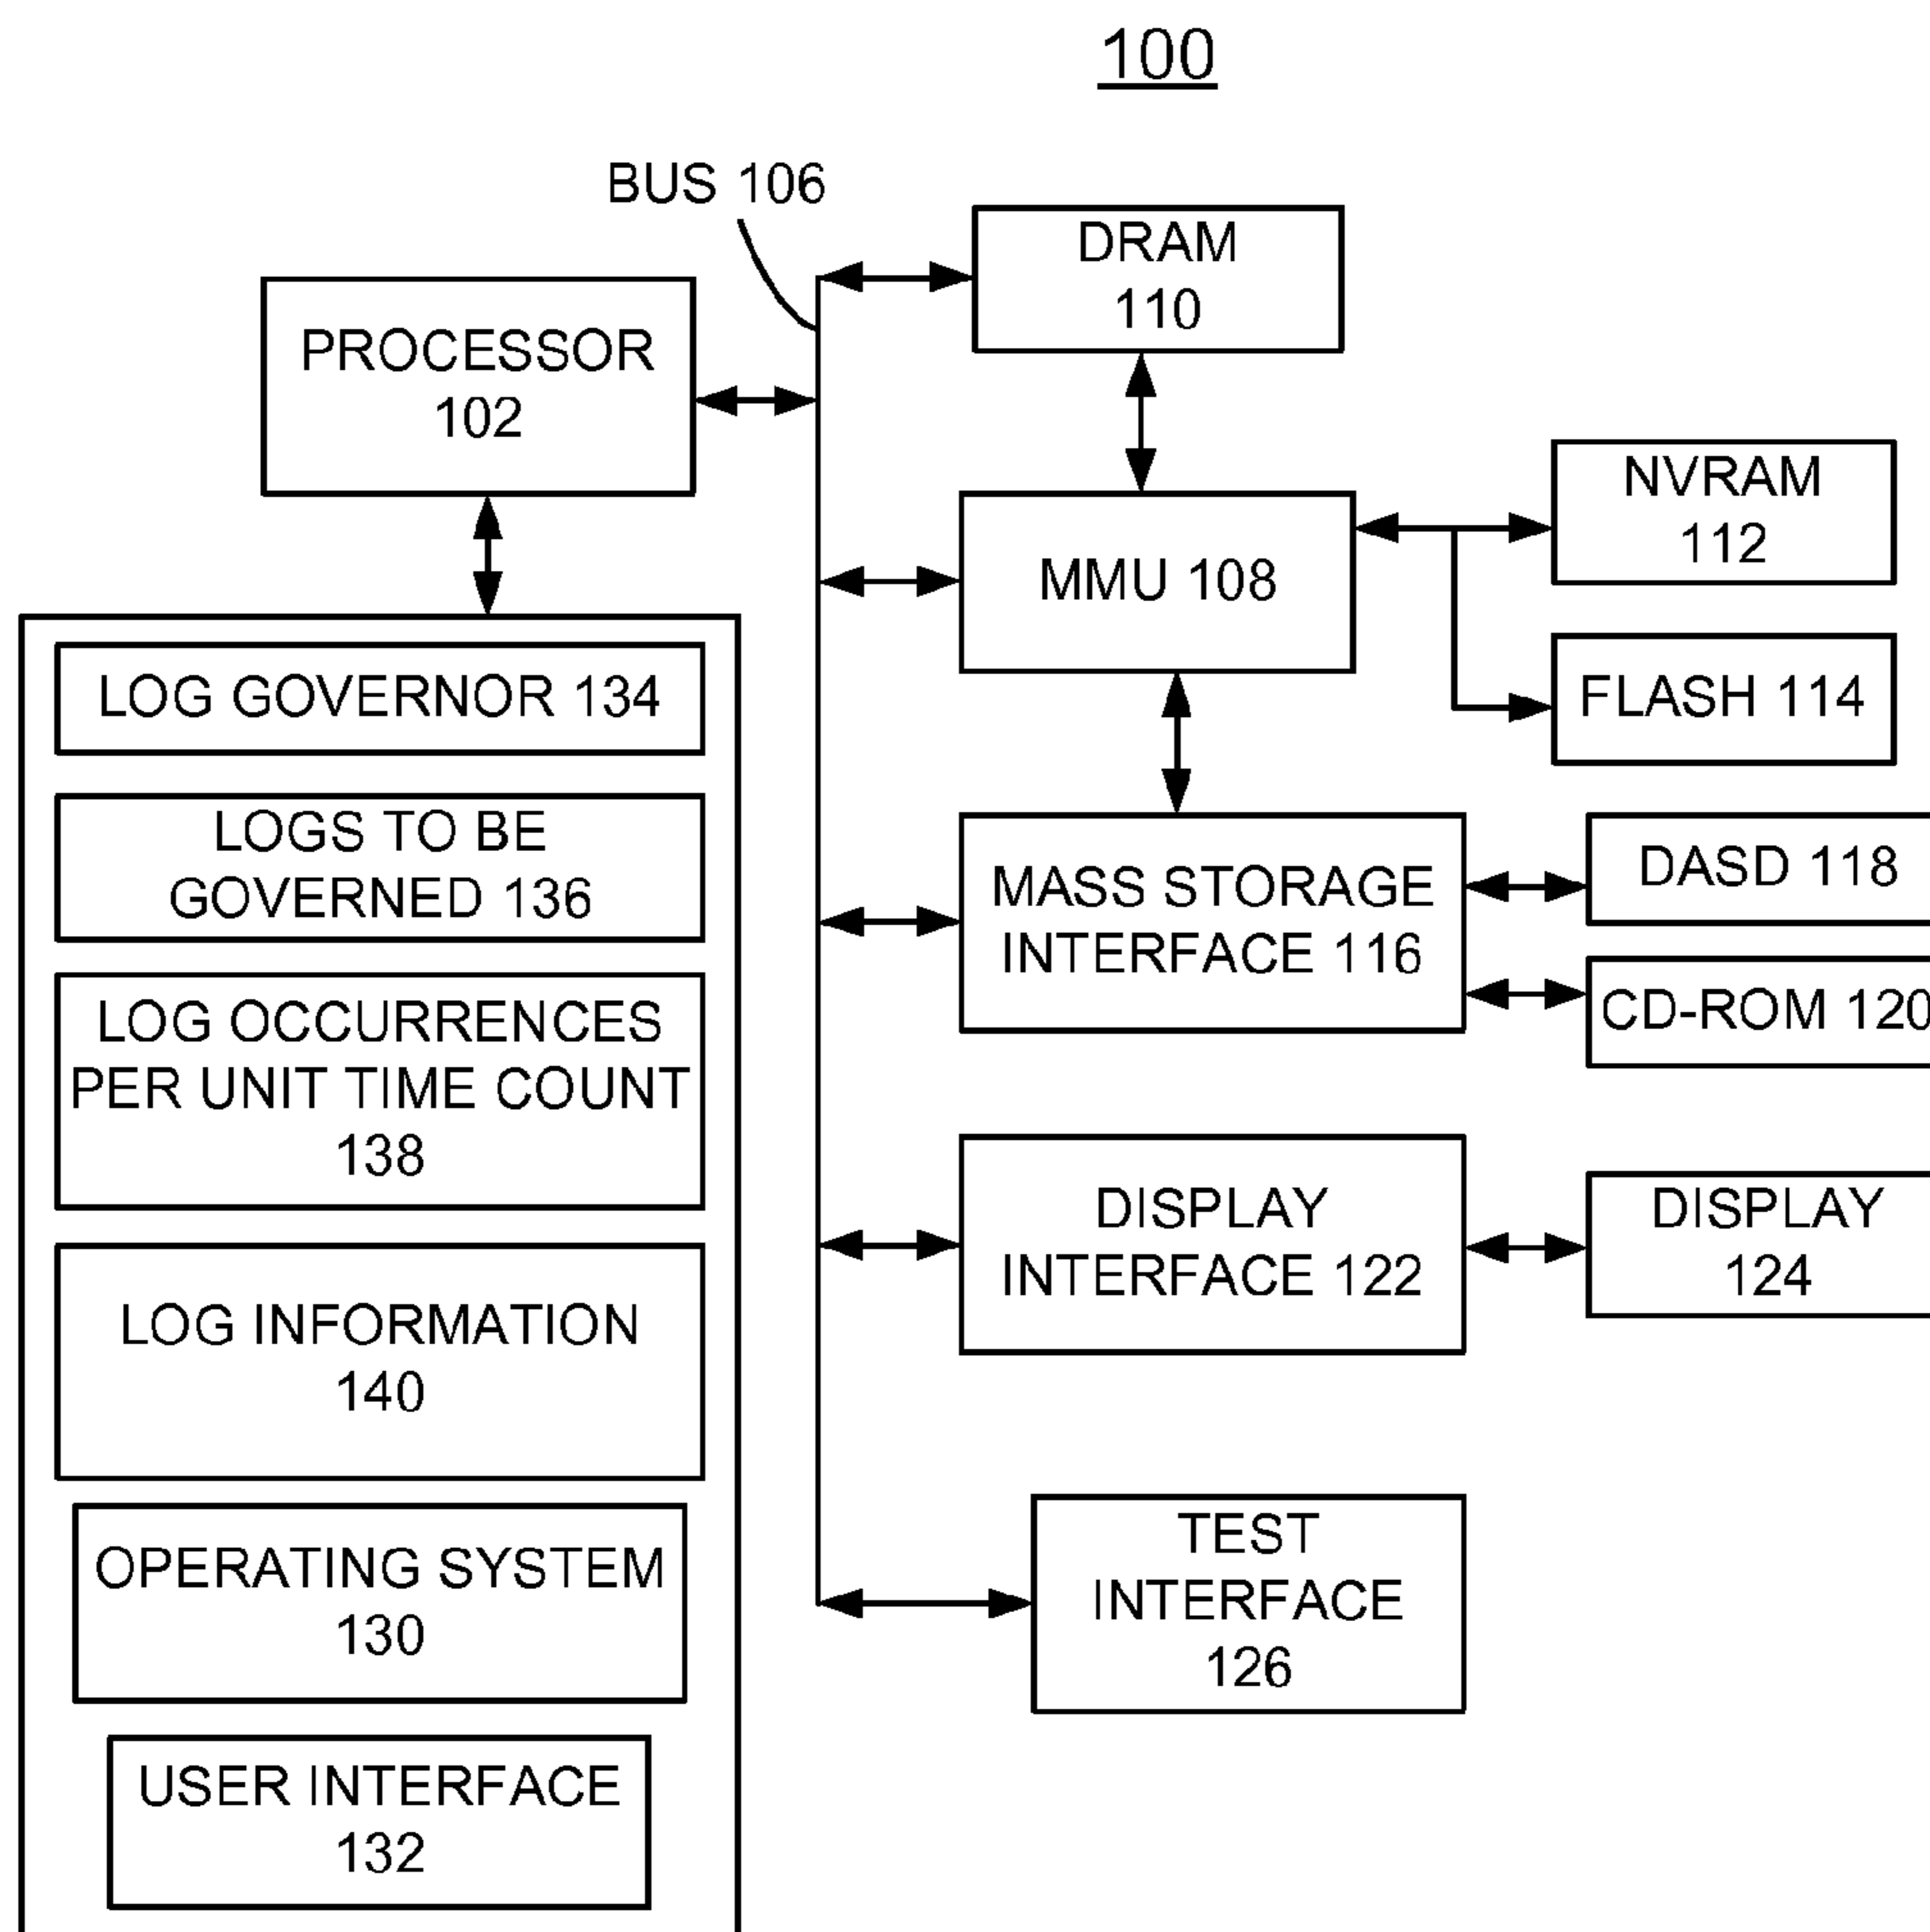 100
BUS 106
DRAM
110
PROCESSOR
102
NVRAM
112
MMU 108
FLASH 114
LOG GOVERNOR 134
LOGS TO BE
GOVERNED 136
MASS STORAGE
INTERFACE 116
DASD 118
CD-ROM 120
LOG OCCURRENCES
PER UNIT TIME COUNT
138
DISPLAY
INTERFACE 122
DISPLAY
124
LOG INFORMATION
140
OPERATING SYSTEM
130
TEST
INTERFACE
126
USER INTERFACE
132